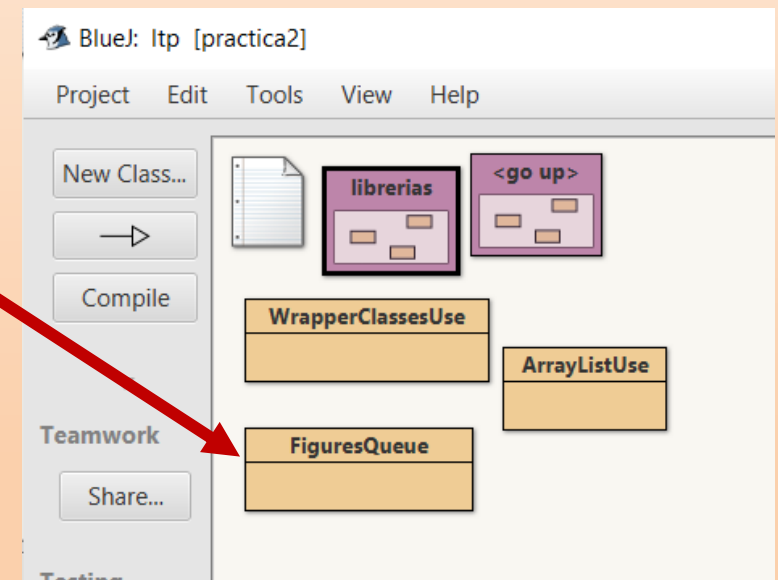 BlueJ: ltp [practica2]
Project Edit Tools View Help
New Class...
Compile
Teamwork
Share...
Testing
librerias
<go up>
WrapperClassesUse
ArrayListUse
FiguresQueue